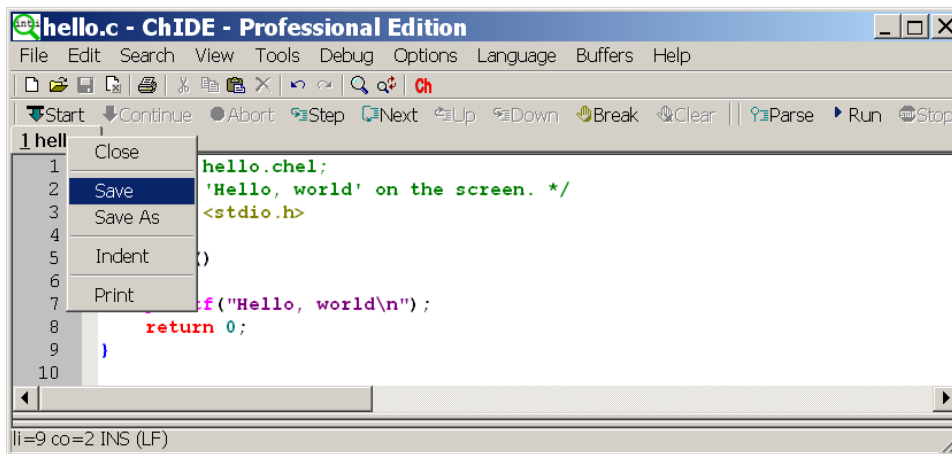 hello.c - ChIDE - Professional Edition
File Edit Search View Tools Debug Options Language Buffers Help
Ch
Start Continue Abort Step Next Up Down Break Clear Parse Run Stop
1 hell
Close
Save
Save As
Indent
Print
1 hello.chel;
2 'Hello, world' on the screen. */
3 <stdio.h>
4
5 ()
6
7 f("Hello, world\n");
8 return 0;
9 }
10
li=9 co=2 INS (LF)